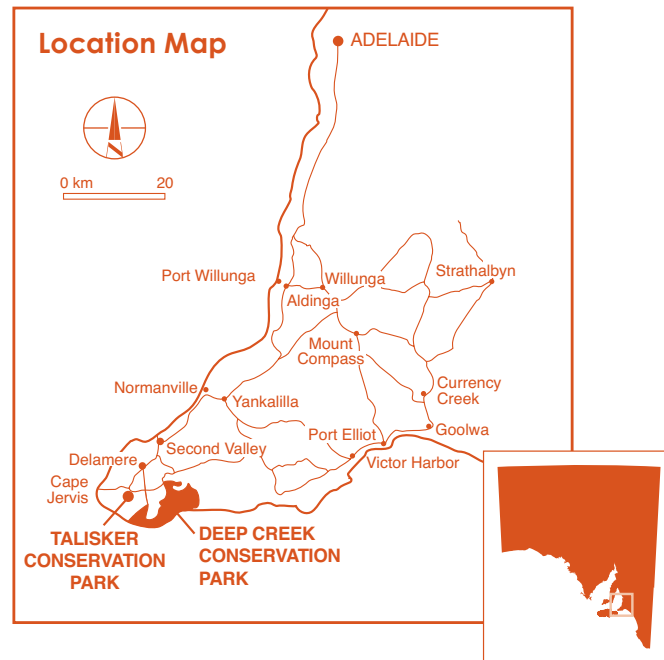 Location Map
ADELAIDE
0 km 20
Port Willunga
Willunga
Strathalbyn
Aldinga
Mount
Compass
Normanville
Yankalilla
Currency
Creek
Port Elliot
Goolwa
Second Valley
Victor Harbor
Delamere
Cape
Jervis
TALISKER
CONSERVATION
PARK
DEEP CREEK
CONSERVATION
PARK